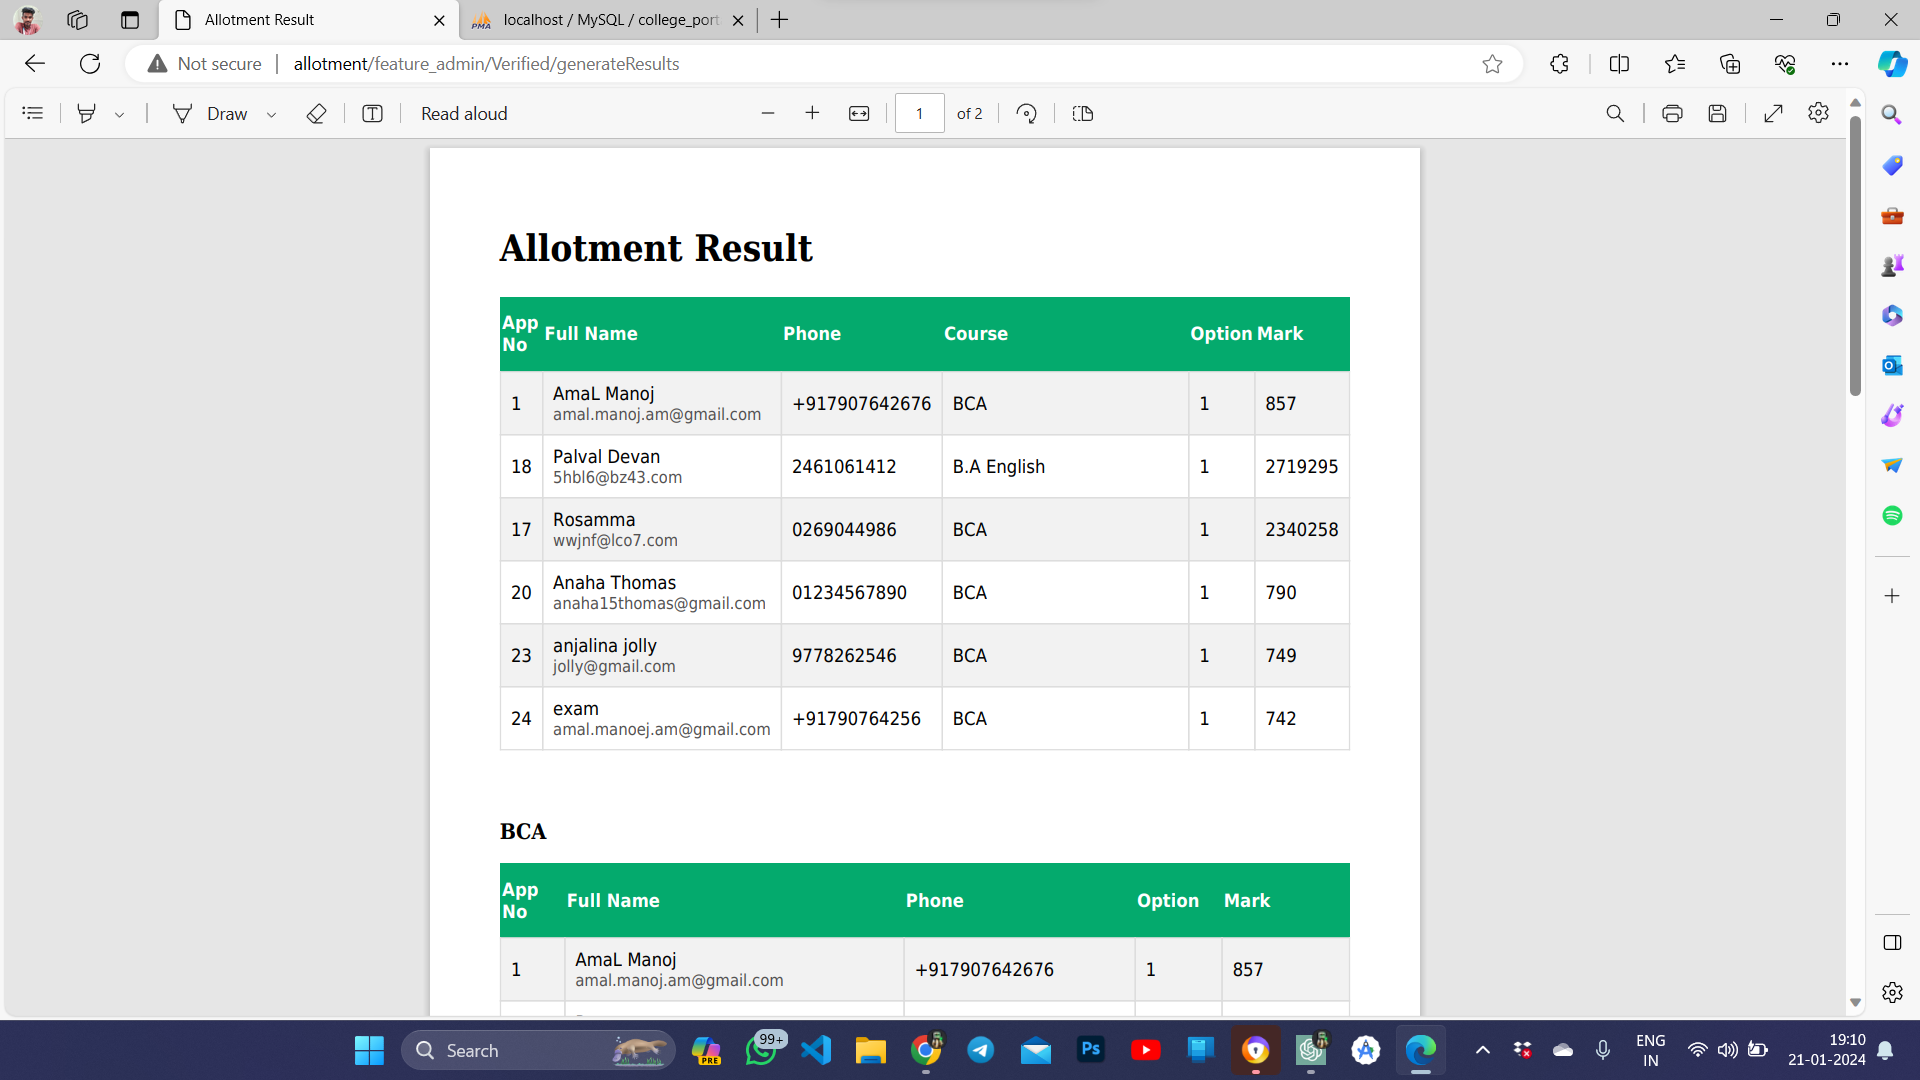 Allotment Result
localhost / MySQL / college_port
Not secure
allotment/feature_admin/Verified/generateResults
Draw
Read aloud
1
of 2
Allotment Result
App No Full Name Phone Course Option Mark
1 AmaL Manoj +917907642676 BCA 1 857
amal.manoj.am@gmail.com
18 Palval Devan 2461061412 B.A English 1 2719295
5hbl6@bz43.com
17 Rosamma 0269044986 BCA 1 2340258
wwjnf@lco7.com
20 Anaha Thomas 01234567890 BCA 1 790
anaha15thomas@gmail.com
23 anjalina jolly 9778262546 BCA 1 749
jolly@gmail.com
24 exam +91790764256 BCA 1 742
amal.manoej.am@gmail.com
BCA
App No Full Name Phone Option Mark
1 AmaL Manoj +917907642676 1 857
amal.manoj.am@gmail.com
Search
PRE
99+
Ps
ENG
IN
19:10
21-01-2024